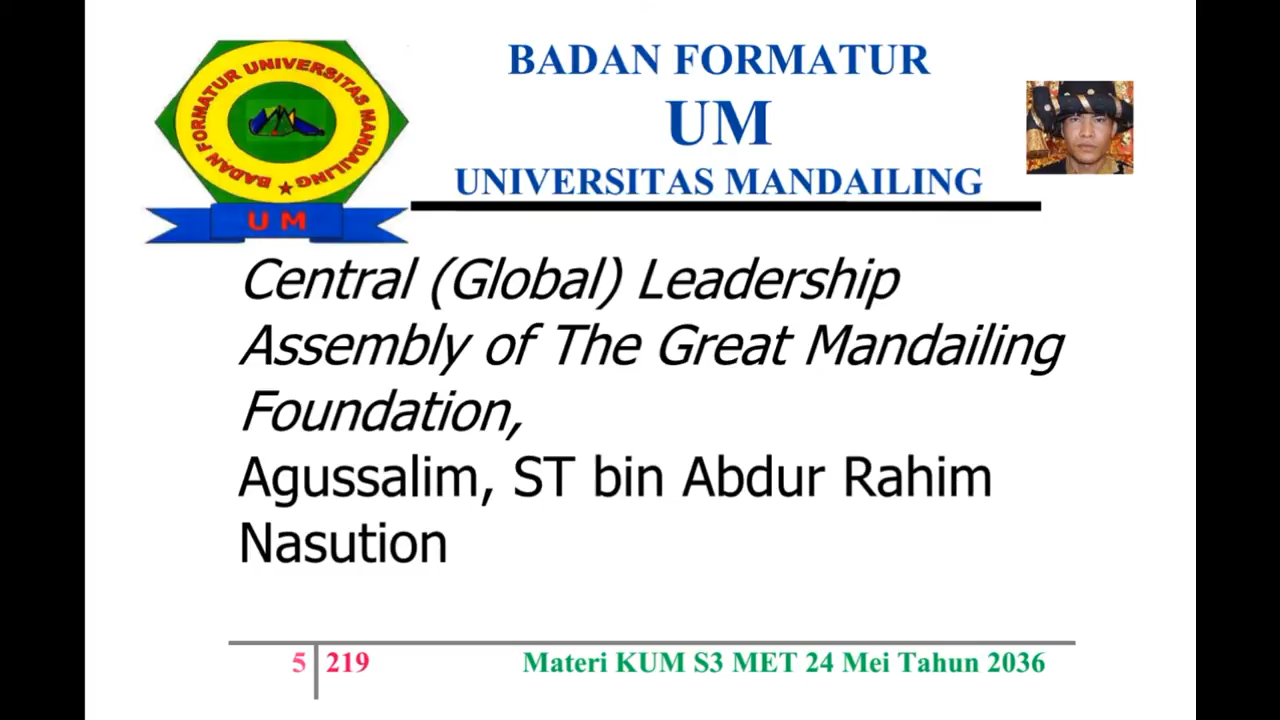 BADAN FORMATUR UNIVERSITAS MANDAILING
U M
BADAN FORMATUR
UM
UNIVERSITAS MANDAILING
Central (Global) Leadership
Assembly of The Great Mandailing
Foundation,
Agussalim, ST bin Abdur Rahim
Nasution
5 219 Materi KUM S3 MET 24 Mei Tahun 2036